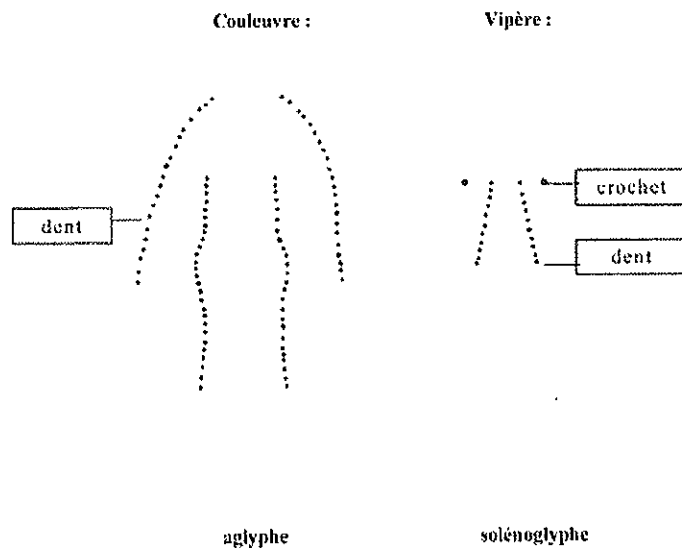 Couleuvre :
Vipère :
crochet
dent
dent
aglyphe
solénoglyphe